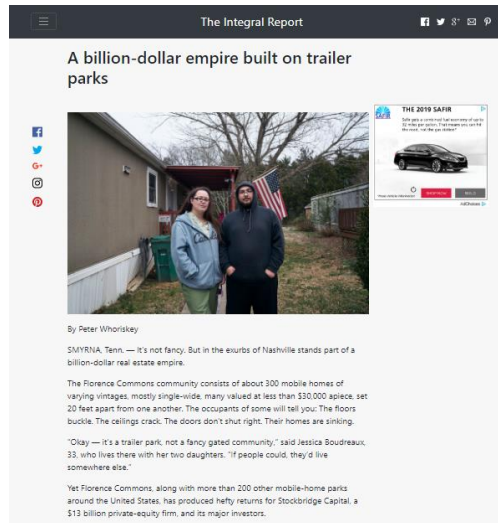 The Integral Report
A billion-dollar empire built on trailer
parks
THE 2019 SAFIR
SAFIR
By Peter Whoriskey
SMYRNA, Tenn. — It's not fancy. But in the exurbs of Nashville stands part of a
billion-dollar real estate empire.
The Florence Commons community consists of about 300 mobile homes of
varying vintages, mostly single-wide, many valued at less than $30,000 apiece, set
20 feet apart from one another. The occupants of some will tell you: The floors
buckle. The ceilings crack. The doors don't shut right. Their homes are sinking.
"Okay — it's a trailer park, not a fancy gated community," said Jessica Boudreaux,
33, who lives there with her two daughters. "If people could, they'd live
somewhere else."
Yet Florence Commons, along with more than 200 other mobile-home parks
around the United States, has produced hefty returns for Stockbridge Capital, a
$13 billion private-equity firm, and its major investors.